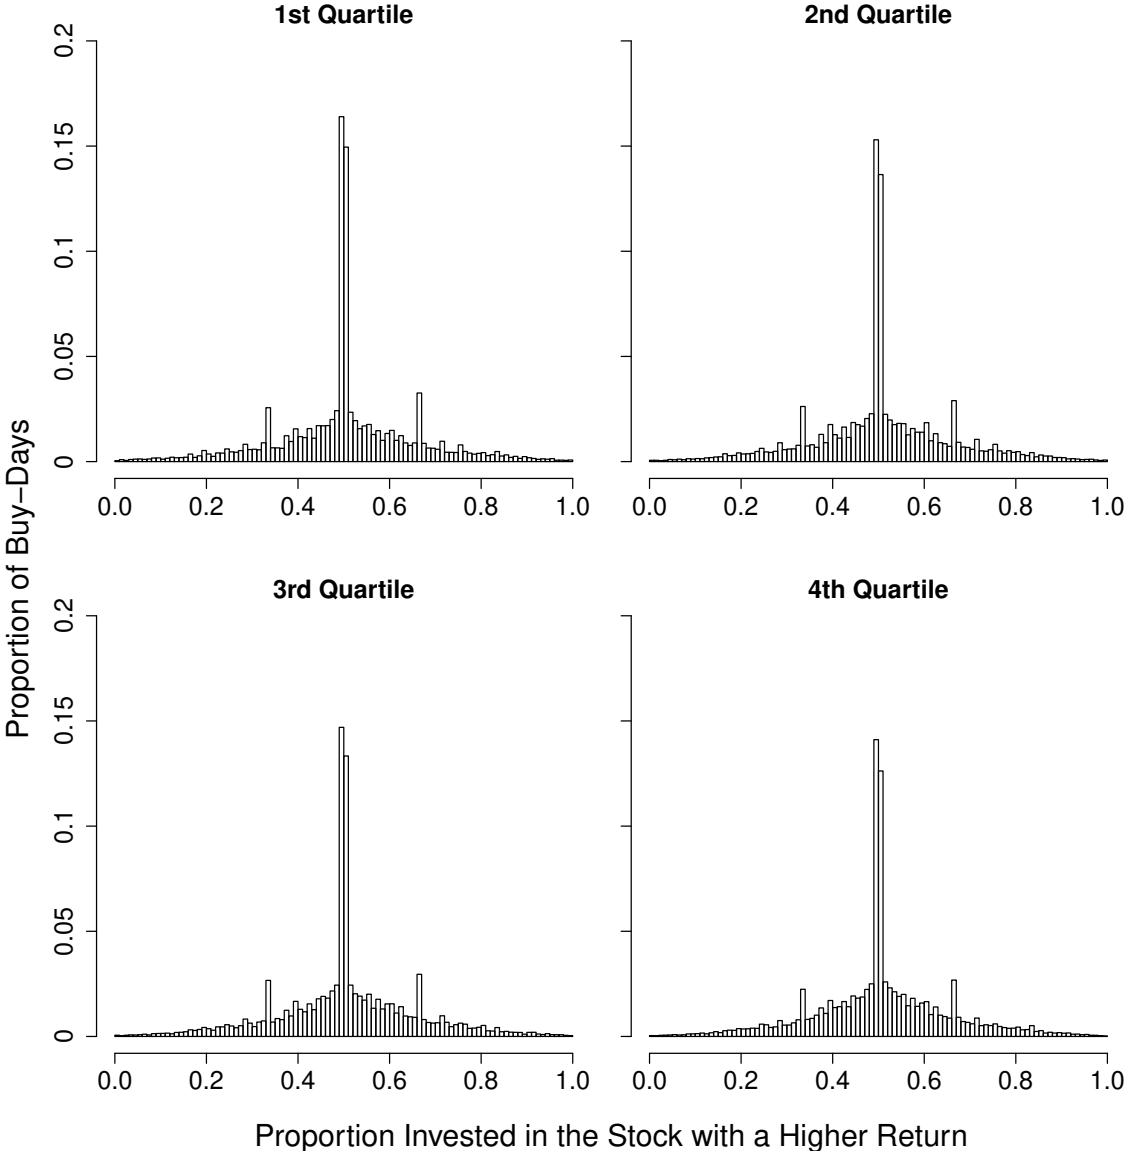 1st Quartile
2nd Quartile
0.2
0.15
0.1
0.05
0
0.0 0.2 0.4 0.6 0.8 1.0
0.0 0.2 0.4 0.6 0.8 1.0
Proportion of Buy−Days
3rd Quartile
4th Quartile
0.2
0.15
0.1
0.05
0
0.0 0.2 0.4 0.6 0.8 1.0
0.0 0.2 0.4 0.6 0.8 1.0
Proportion Invested in the Stock with a Higher Return